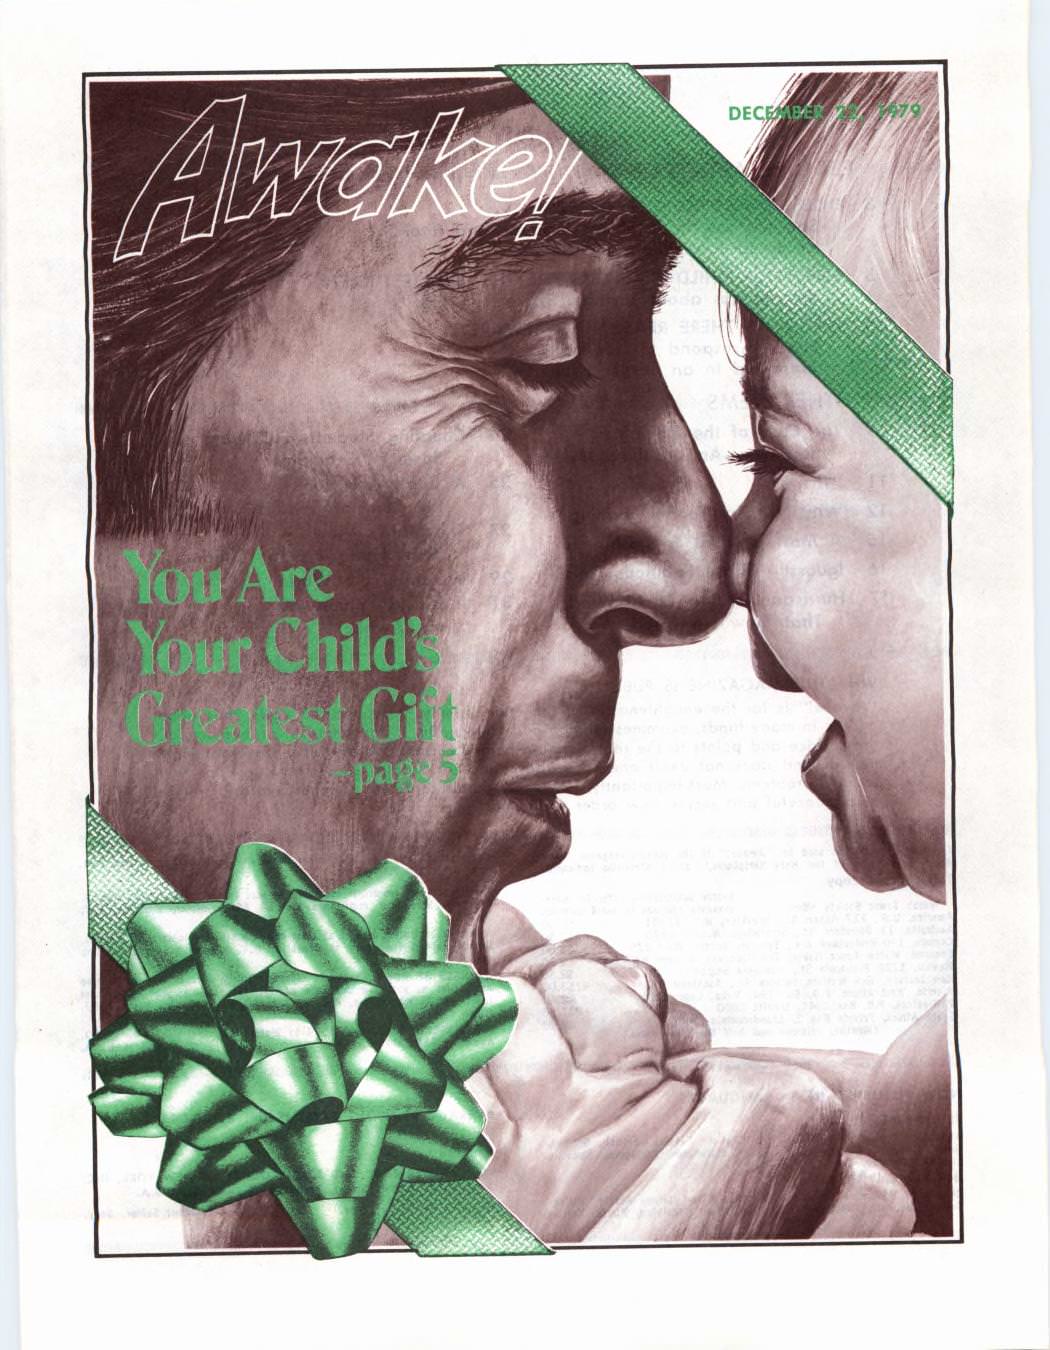 Awake!
DECEMBER 22, 1979
You Are
Your Child's
Greatest Gift
–page 5